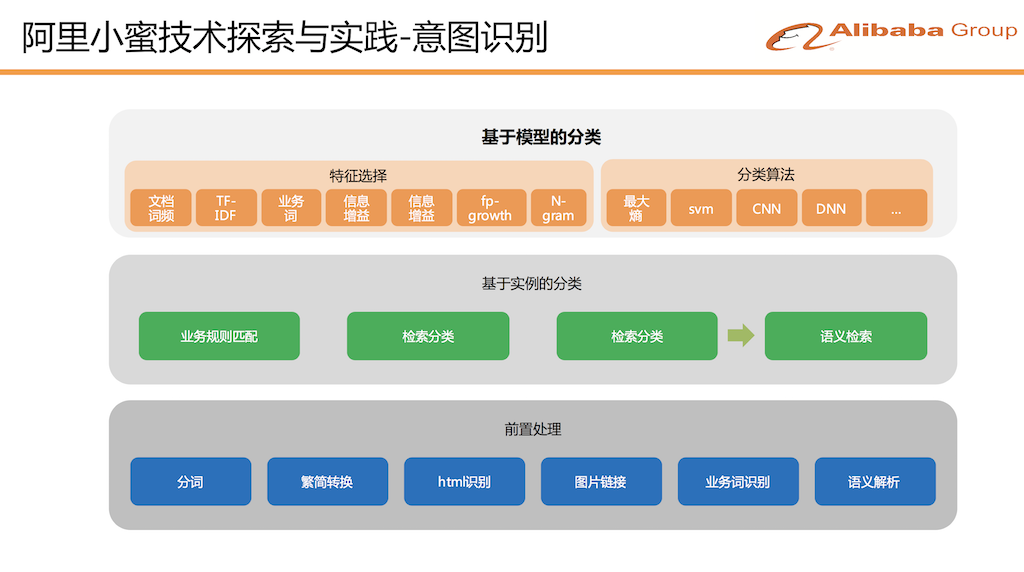 阿里小蜜技术探索与实践-意图识别
Alibaba Group
基于模型的分类
特征选择
文档
词频
TF-
IDF
业务
词
信息
增益
信息
增益
fp-
growth
N-
gram
分类算法
最大
熵
svm
CNN
DNN
...
基于实例的分类
业务规则匹配
检索分类
检索分类
语义检索
前置处理
分词
繁简转换
html识别
图片链接
业务词识别
语义解析